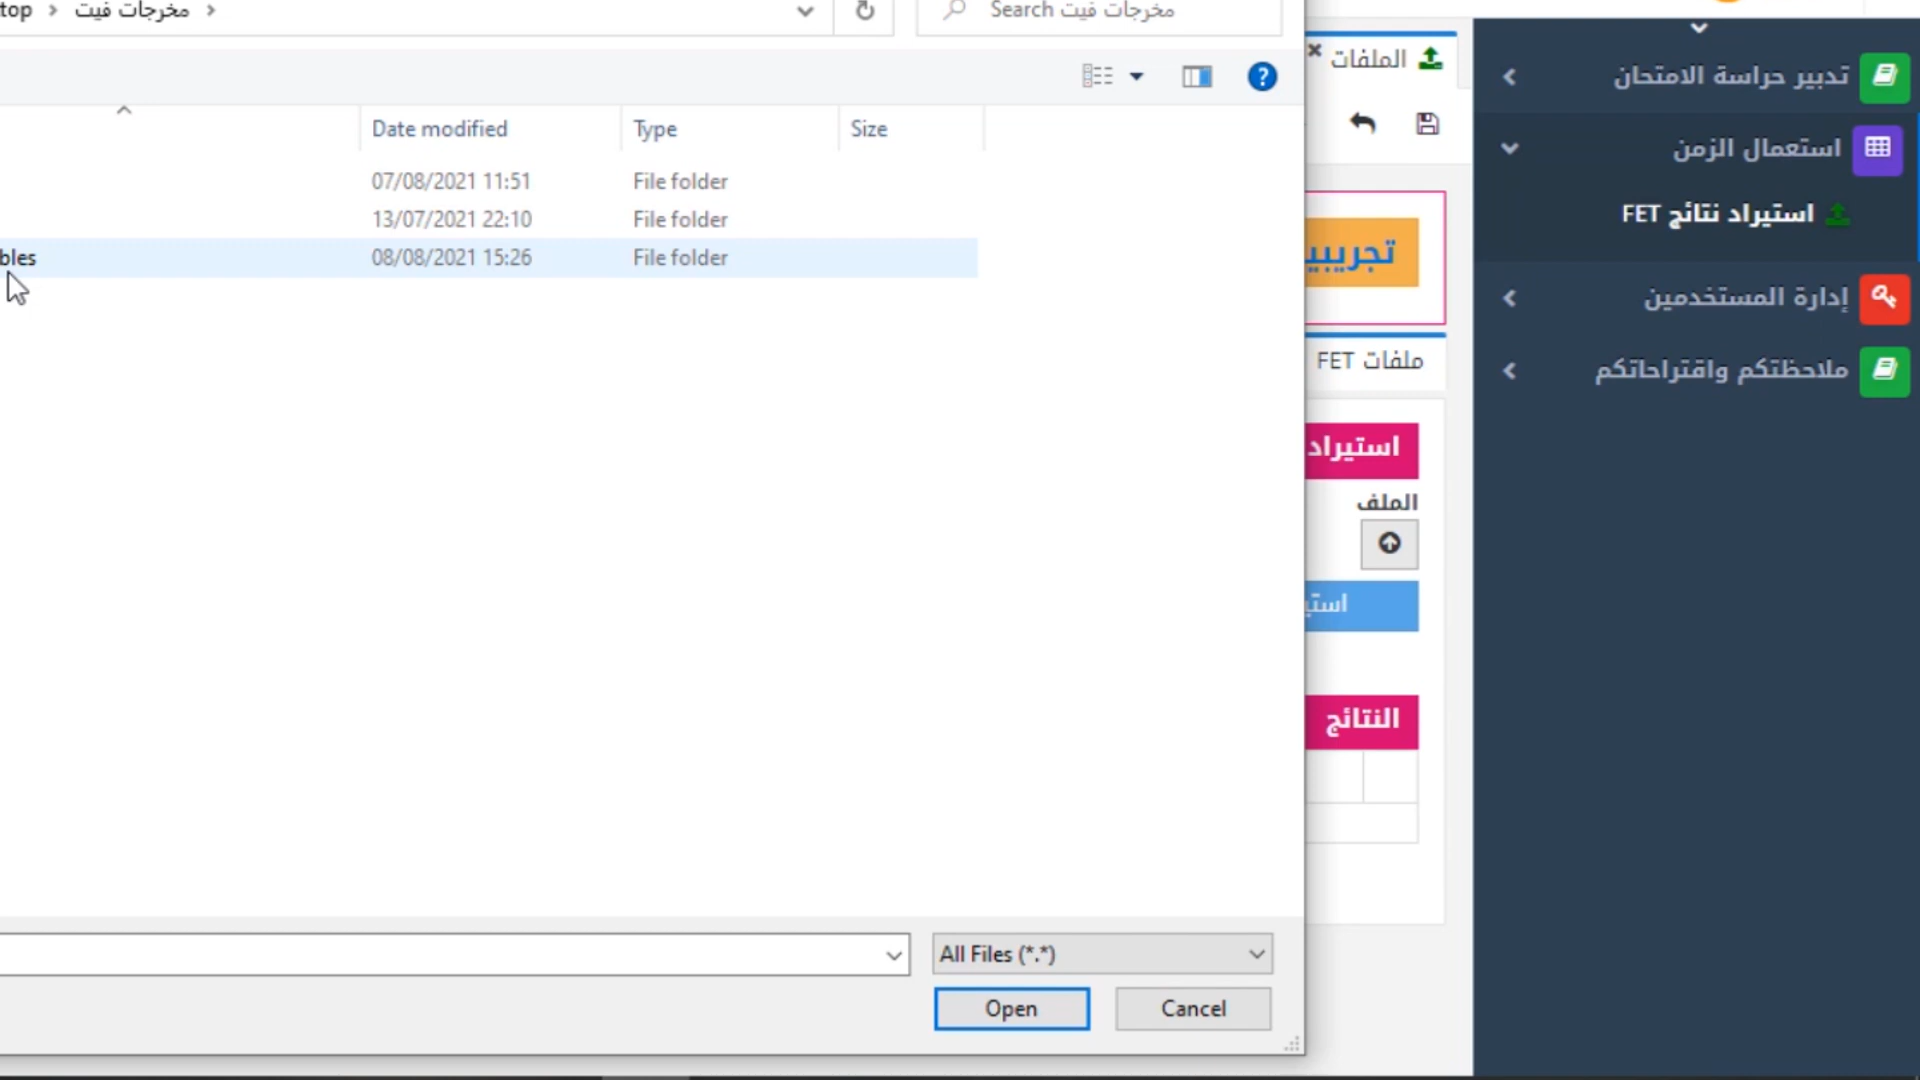 top > مخرجات فيت >
Search مخرجات فيت
Date modified
Type
Size
07/08/2021 11:51
File folder
13/07/2021 22:10
File folder
bles
08/08/2021 15:26
File folder
All Files (*.*)
Open
Cancel
الملفات
تجريبي
ملفات FET
استيراد
الملف
استي
النتائج
تدبير حراسة الامتحان
استعمال الزمن
استيراد نتائج FET
إدارة المستخدمين
ملاحظتكم واقتراحاتكم